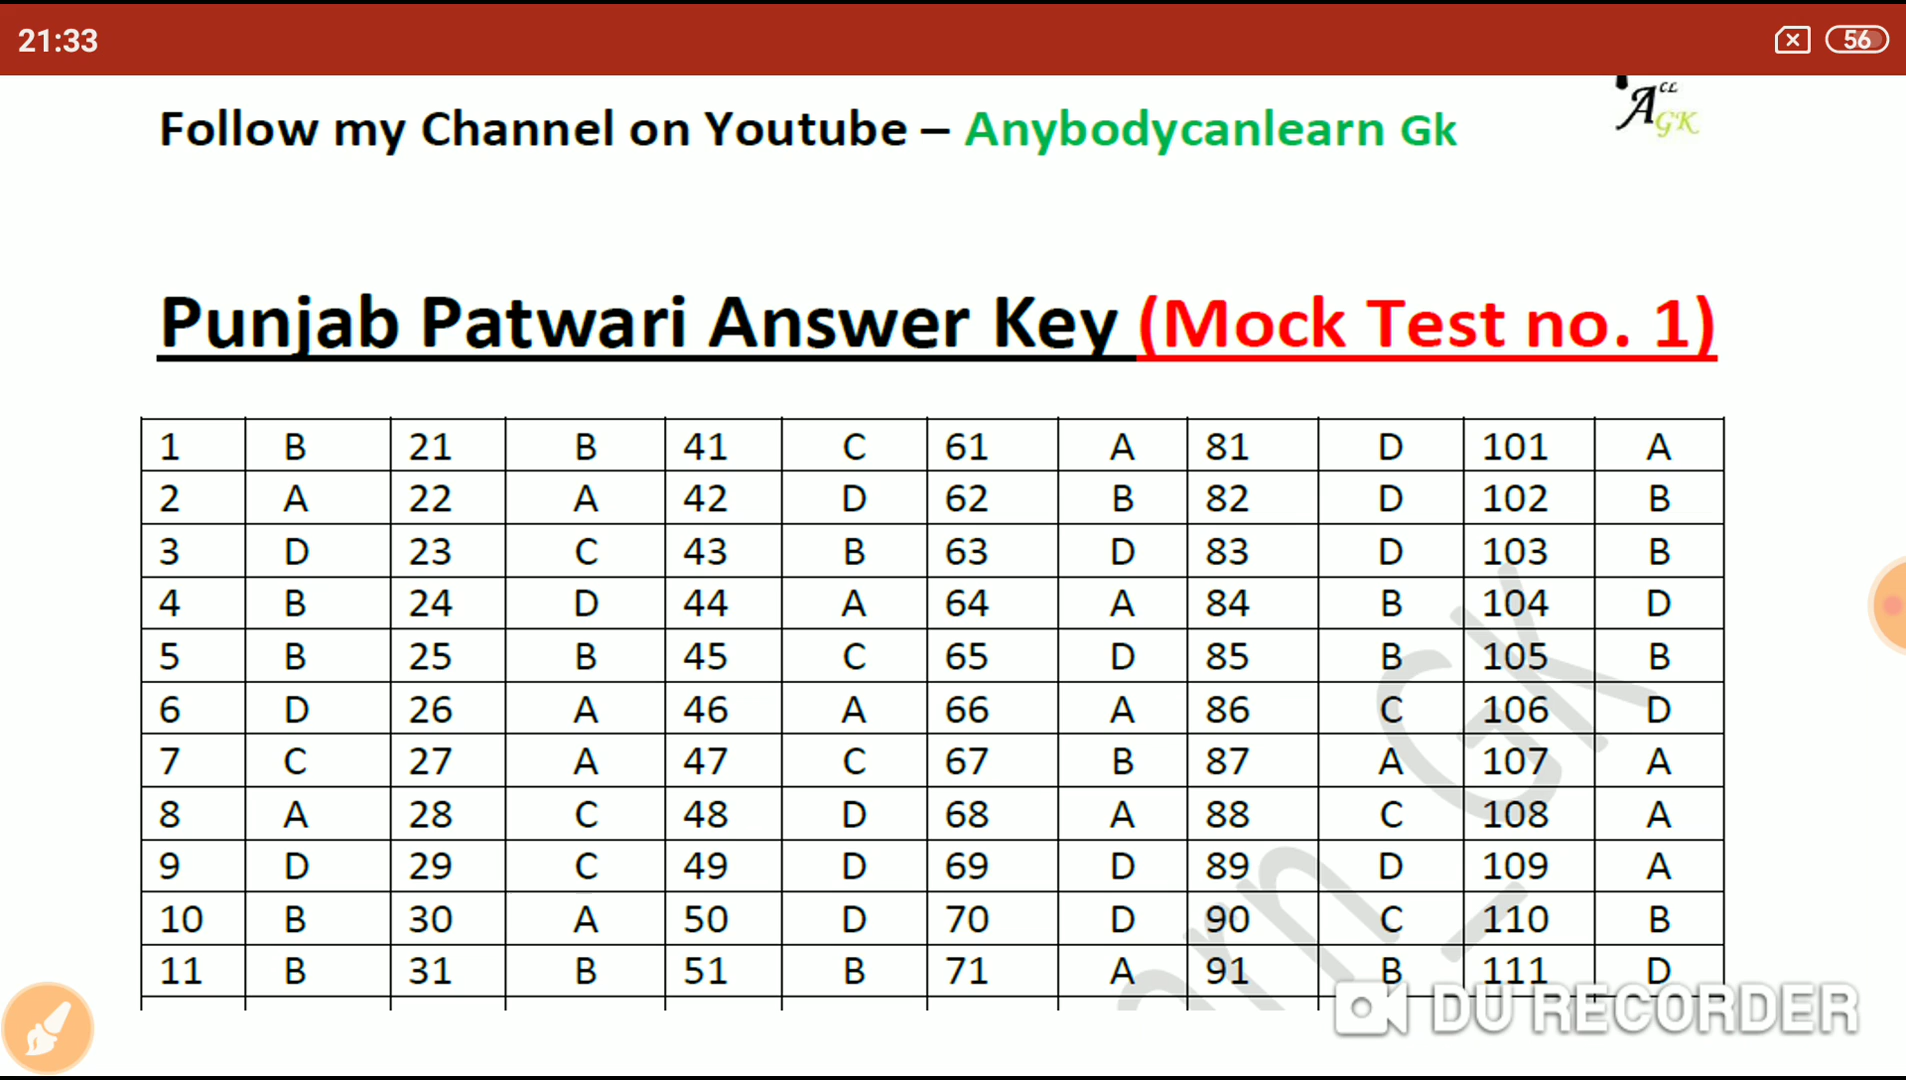 21:33
56
Follow my Channel on Youtube – Anybodycanlearn Gk
A CL GK
Punjab Patwari Answer Key (Mock Test no. 1)
1 B 21 B 41 C 61 A 81 D 101 A
2 A 22 A 42 D 62 B 82 D 102 B
3 D 23 C 43 B 63 D 83 D 103 B
4 B 24 D 44 A 64 A 84 B 104 D
5 B 25 B 45 C 65 D 85 B 105 B
6 D 26 A 46 A 66 A 86 C 106 D
7 C 27 A 47 C 67 B 87 A 107 A
8 A 28 C 48 D 68 A 88 C 108 A
9 D 29 C 49 D 69 D 89 D 109 A
10 B 30 A 50 D 70 D 90 C 110 B
11 B 31 B 51 B 71 A 91 B 111 D
rn_GK
DU RECORDER